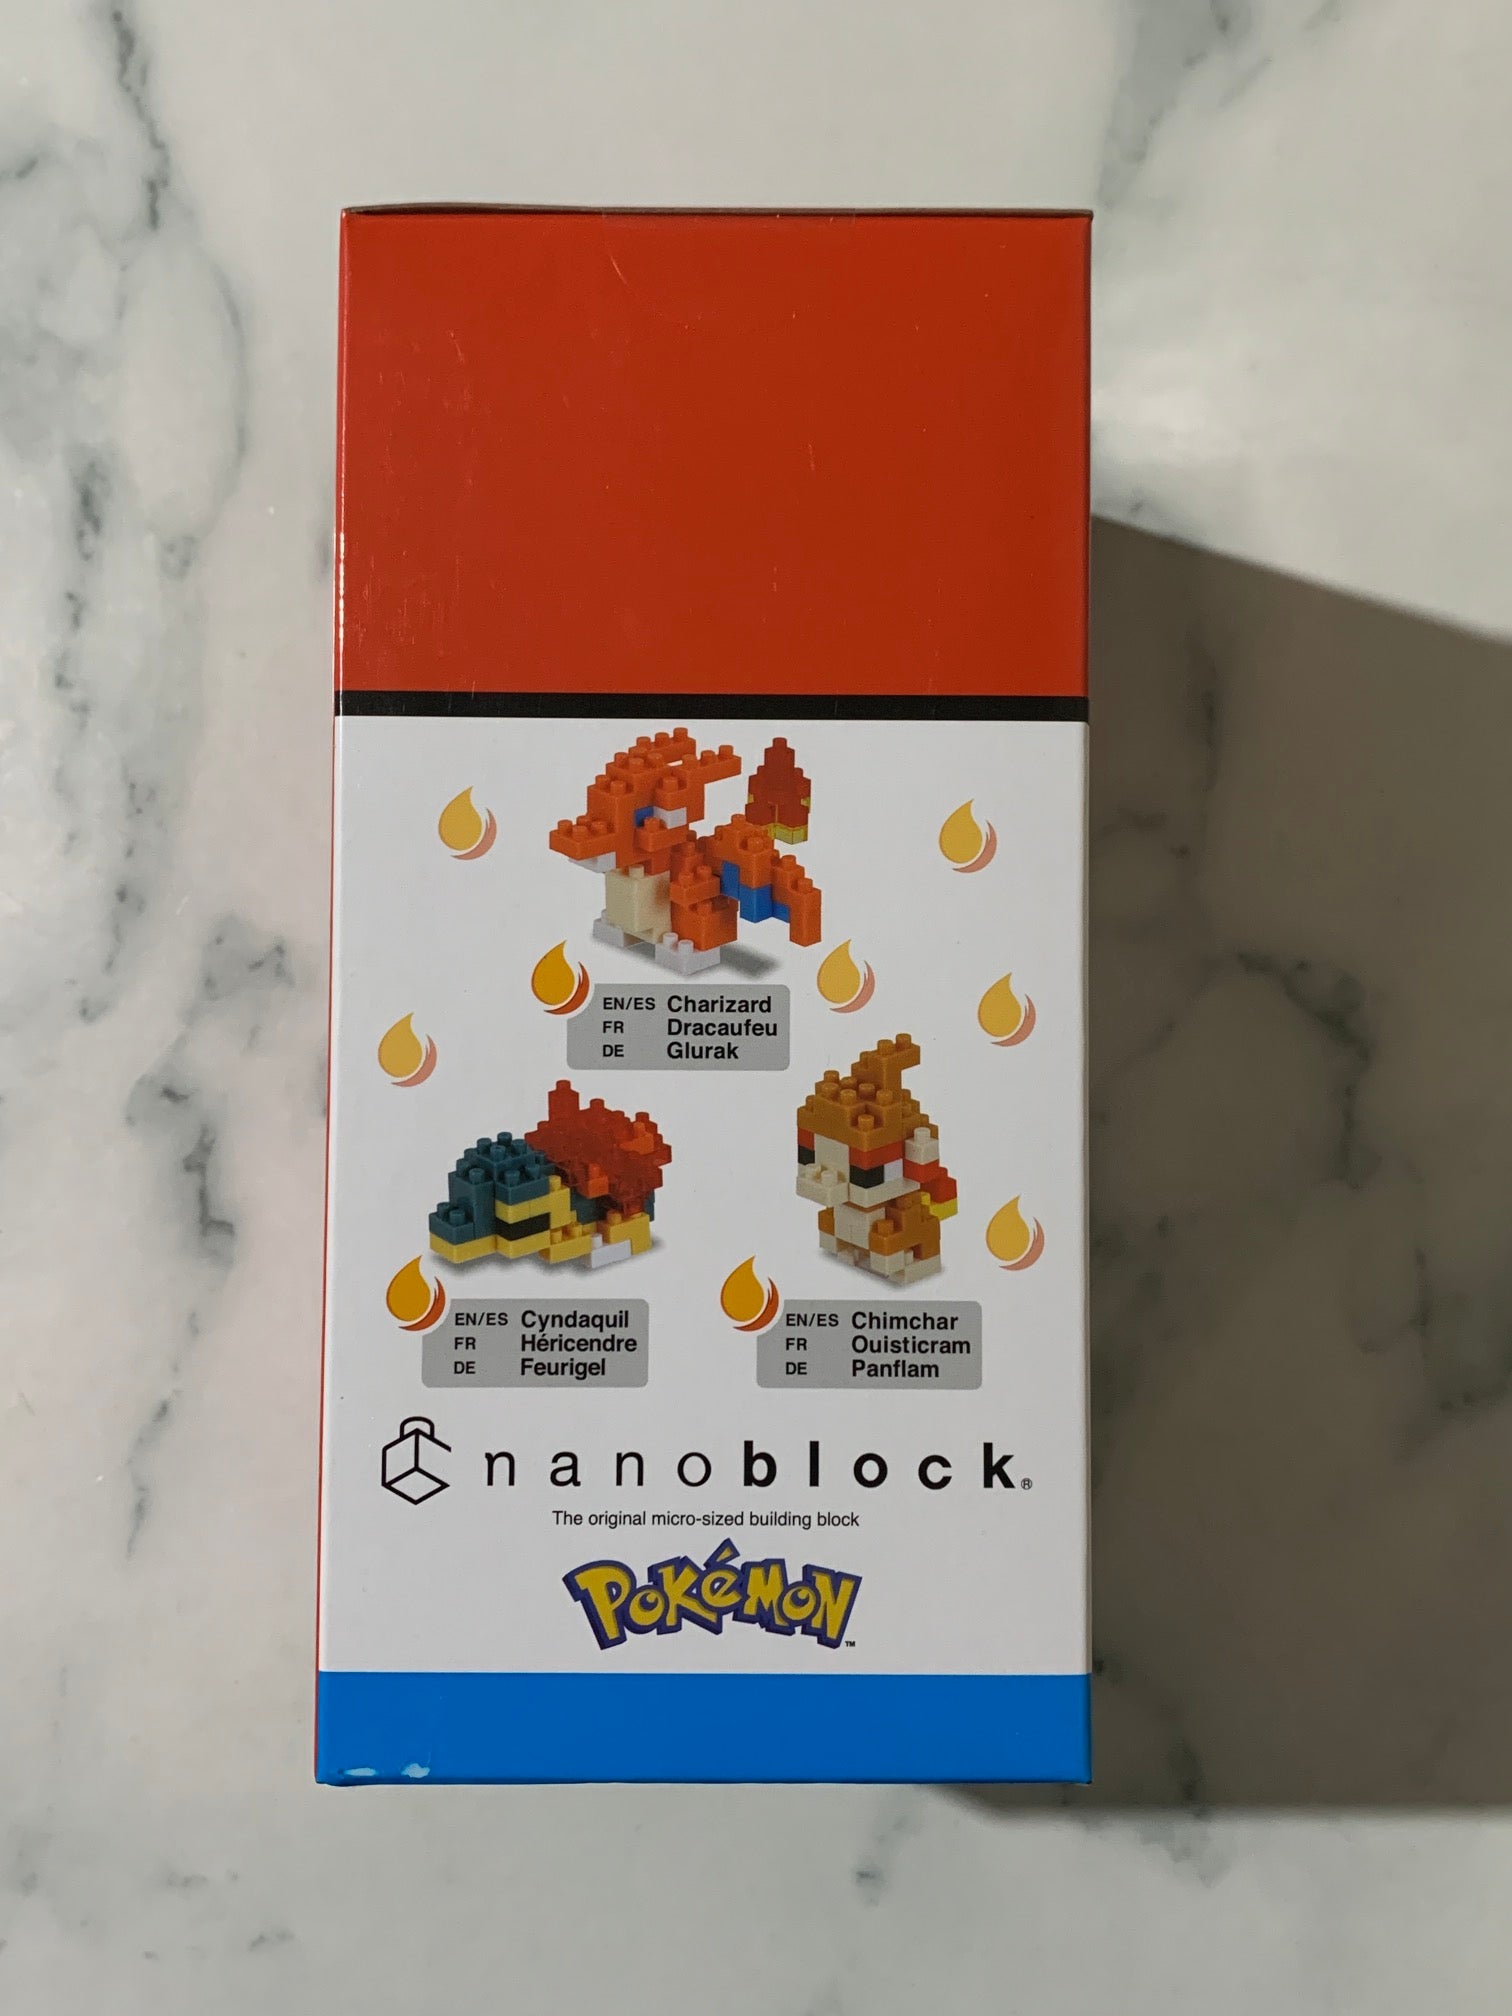 EN/ES Charizard
FR Dracaufeu
DE Glurak
EN/ES Cyndaquil
FR Héricendre
DE Feurigel
EN/ES Chimchar
FR Ouisticram
DE Panflam
nanoblock®
The original micro-sized building block
POKéMON™